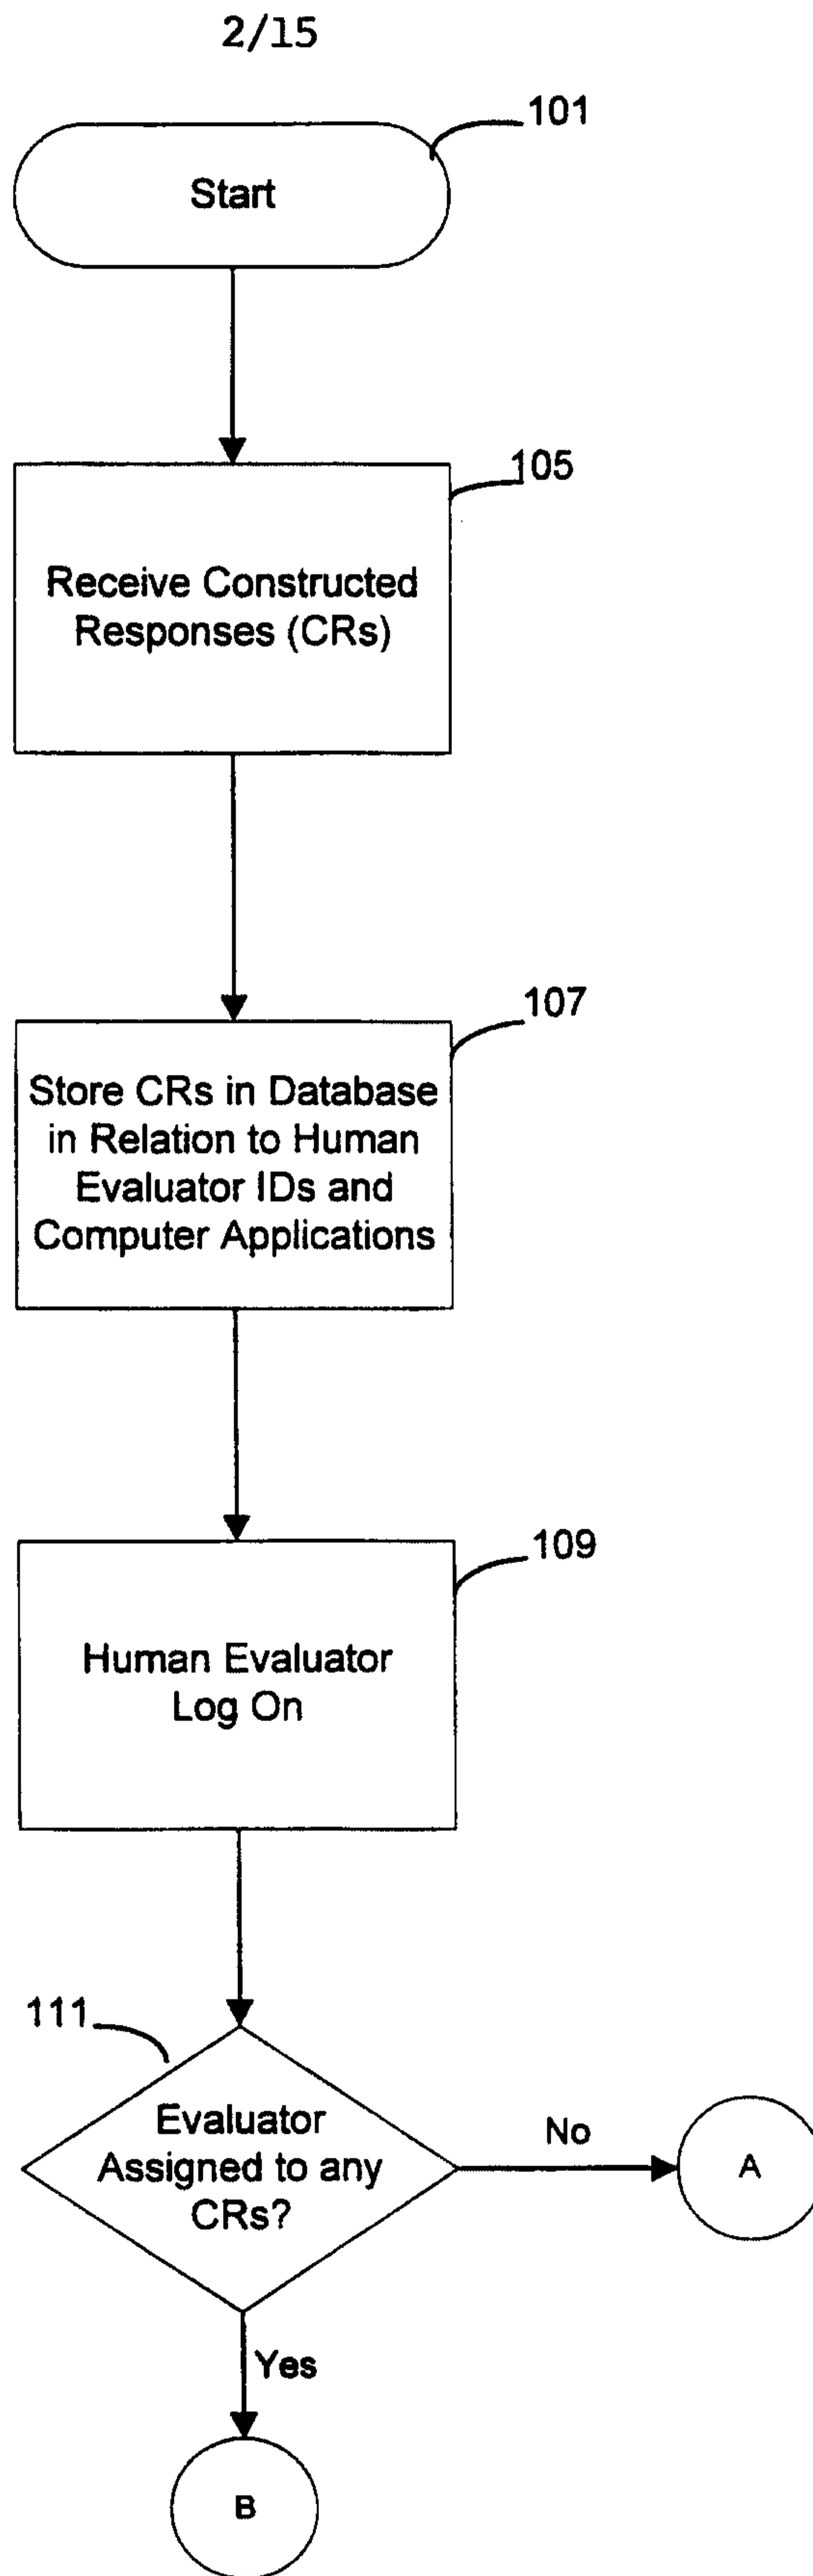 2/15
101
Start
105
Receive Constructed
Responses (CRs)
107
Store CRs in Database
in Relation to Human
Evaluator IDs and
Computer Applications
109
Human Evaluator
Log On
111
Evaluator
Assigned to any
CRs?
No
A
Yes
B